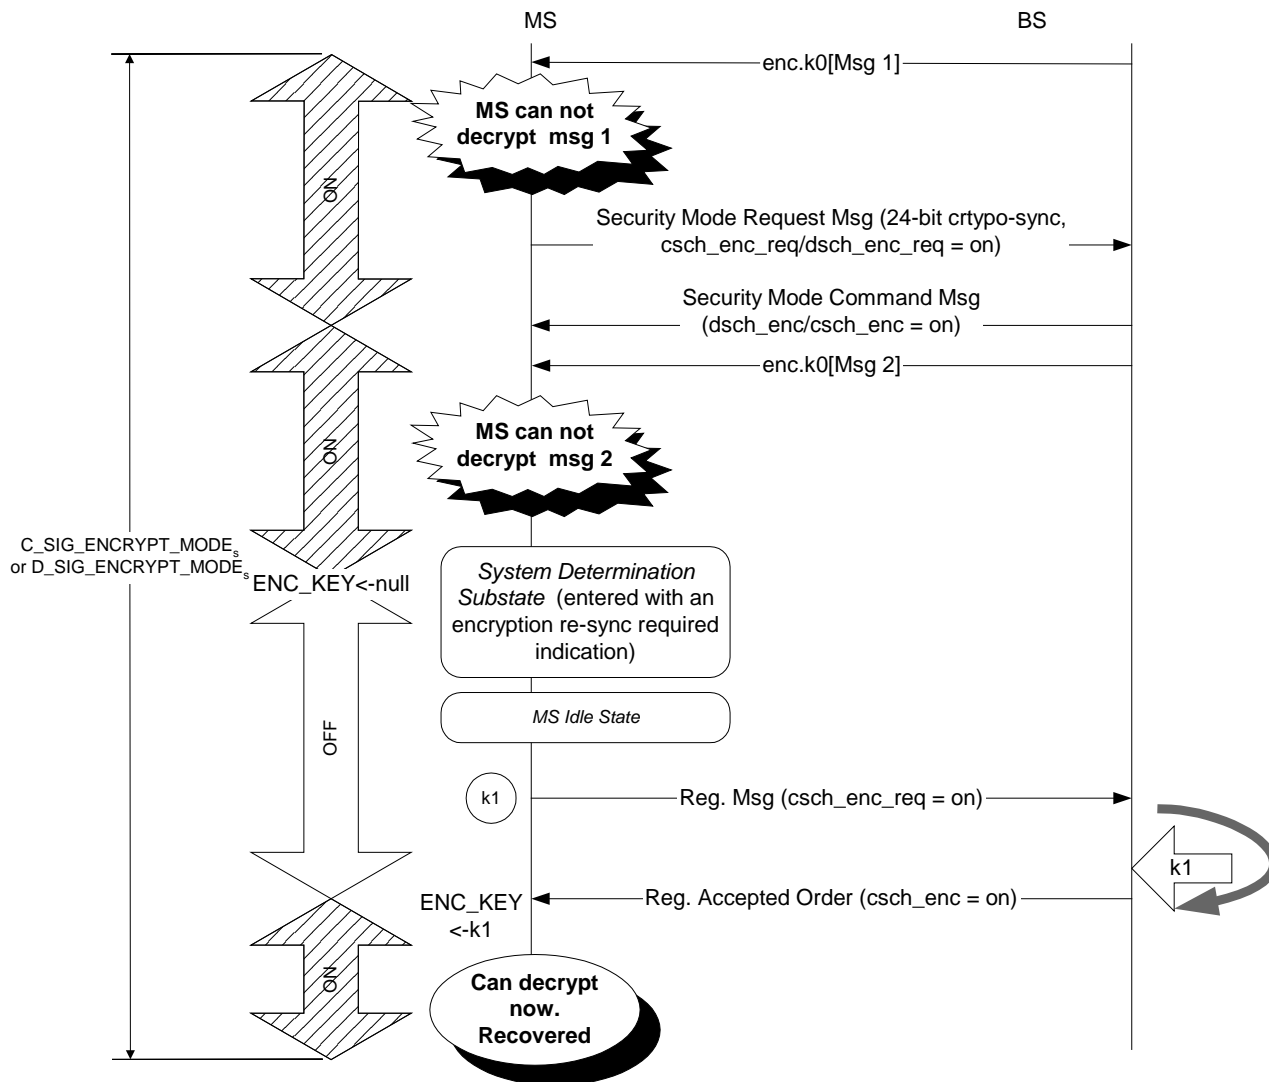 MS
BS
enc.k0[Msg 1]
MS can not
decrypt msg 1
ON
Security Mode Request Msg (24-bit crtypo-sync,
csch_enc_req/dsch_enc_req = on)
Security Mode Command Msg
(dsch_enc/csch_enc = on)
enc.k0[Msg 2]
MS can not
decrypt msg 2
ON
C_SIG_ENCRYPT_MODEs
or D_SIG_ENCRYPT_MODEs
ENC_KEY<-null
System Determination
Substate (entered with an
encryption re-sync required
indication)
MS Idle State
OFF
k1
Reg. Msg (csch_enc_req = on)
k1
Reg. Accepted Order (csch_enc = on)
ENC_KEY
<-k1
ON
Can decrypt
now.
Recovered